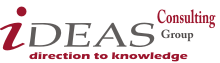 iDEAS Consulting
Group
direction to knowledge